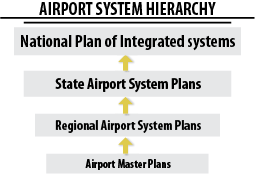 AIRPORT SYSTEM HIERARCHY
National Plan of Integrated systems
State Airport System Plans
Regional Airport System Plans
Airport Master Plans